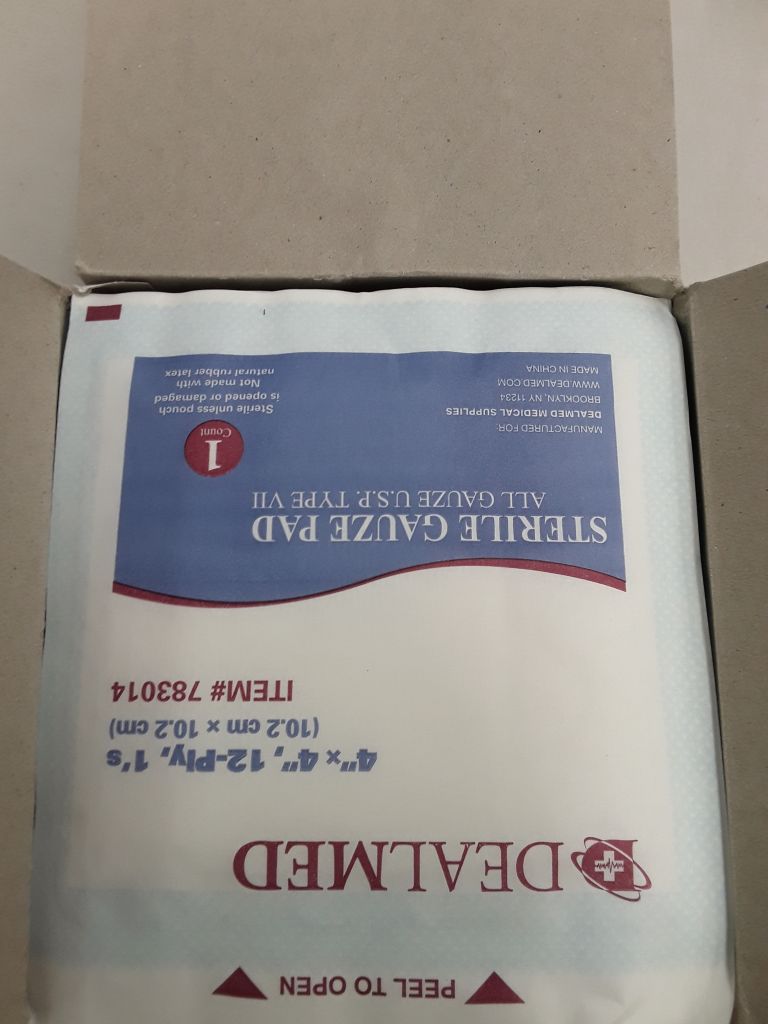 PEEL TO OPEN
DEALMED
4"x 4", 12-Ply, 1's
(10.2 cm x 10.2 cm)
ITEM# 783014
STERILE GAUZE PAD
ALL GAUZE U.S.P. TYPE VII
1
Count
MANUFACTURED FOR:
DEALMED MEDICAL SUPPLIES
BROOKLYN, NY 11234
WWW.DEALMED.COM
MADE IN CHINA
Sterile unless pouch
is opened or damaged
Not made with
natural rubber latex